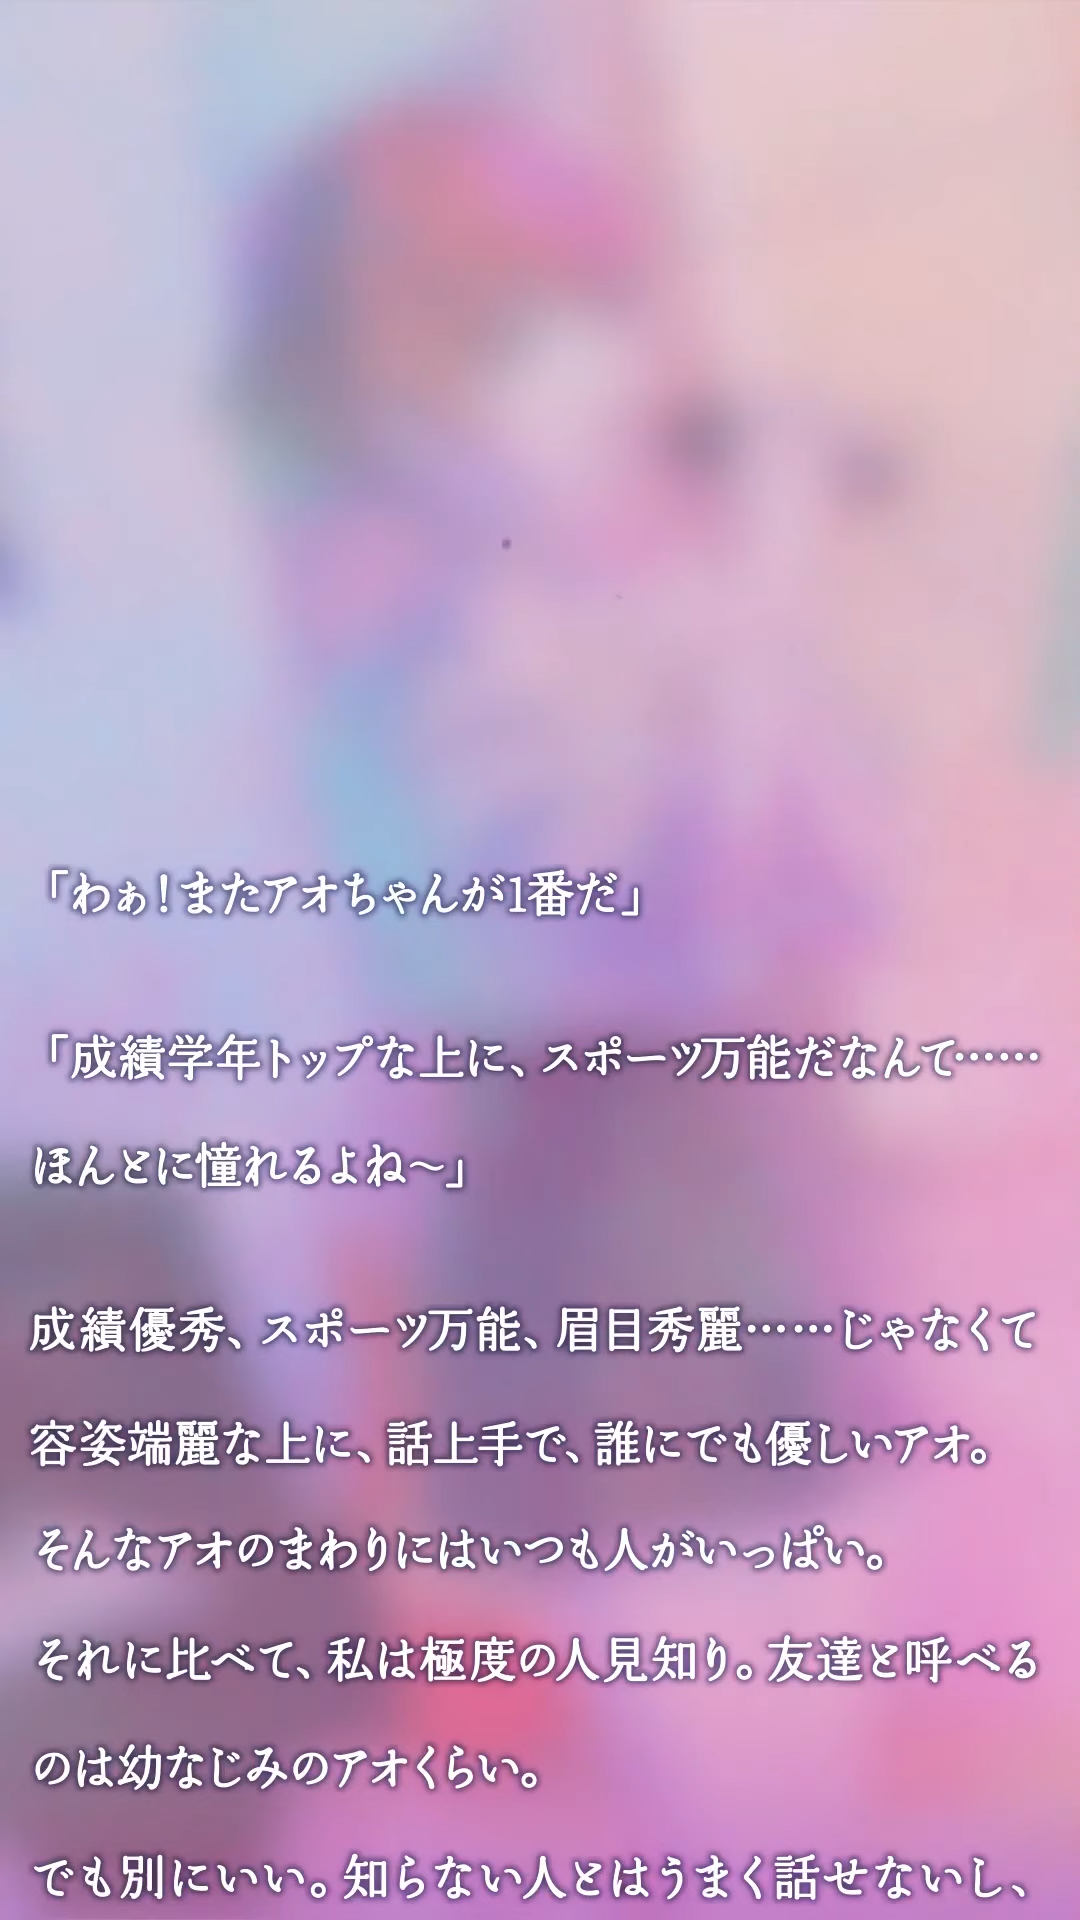 「わぁ！またアオちゃんが1番だ」
「成績学年トップな上に、スポーツ万能だなんて……
ほんとに憧れるよね〜」
成績優秀、スポーツ万能、眉目秀麗……じゃなくて
容姿端麗な上に、話上手で、誰にでも優しいアオ。
そんなアオのまわりにはいつも人がいっぱい。
それに比べて、私は極度の人見知り。友達と呼べる
のは幼なじみのアオくらい。
でも別にいい。知らない人とはうまく話せないし、